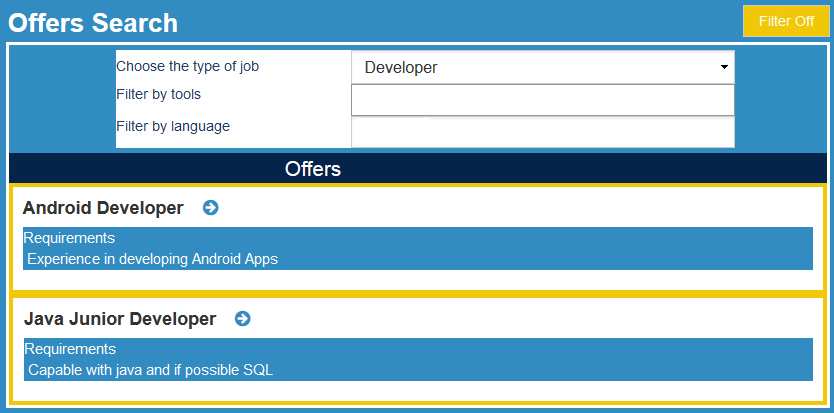 Offers Search
Filter Off
Choose the type of job
Developer
Filter by tools
Filter by language
Offers
Android Developer
Requirements
Experience in developing Android Apps
Java Junior Developer
Requirements
Capable with java and if possible SQL